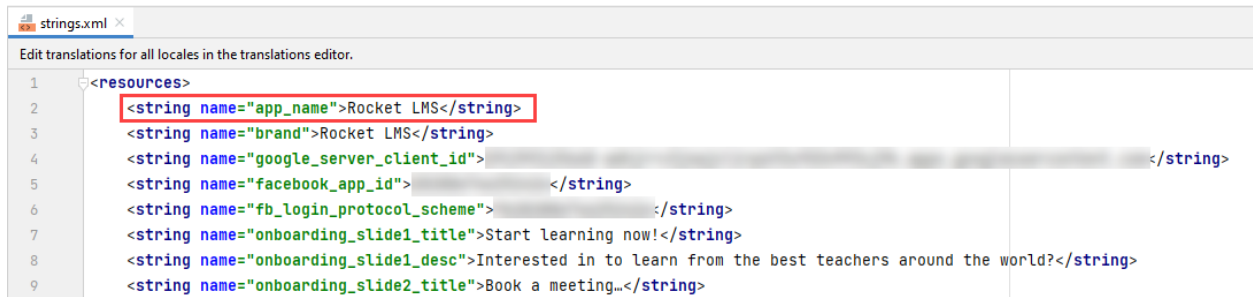 strings.xml
Edit translations for all locales in the translations editor.
1 <resources>
2 <string name="app_name">Rocket LMS</string>
3 <string name="brand">Rocket LMS</string>
4 <string name="google_server_client_id"></string>
5 <string name="facebook_app_id"></string>
6 <string name="fb_login_protocol_scheme"></string>
7 <string name="onboarding_slide1_title">Start learning now!</string>
8 <string name="onboarding_slide1_desc">Interested in to learn from the best teachers around the world?</string>
9 <string name="onboarding_slide2_title">Book a meeting…</string>